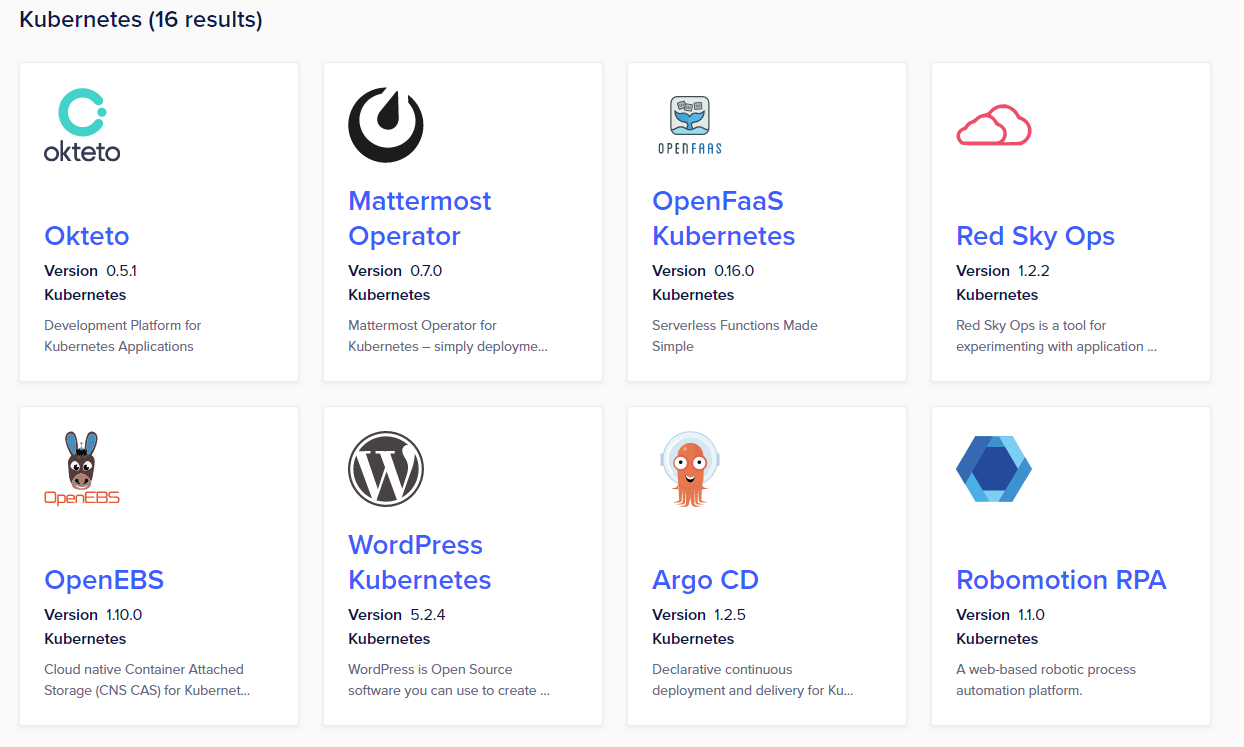 Kubernetes (16 results)
okteto
Okteto
Version 0.5.1
Kubernetes
Development Platform for
Kubernetes Applications
Mattermost
Operator
Version 0.7.0
Kubernetes
Mattermost Operator for
Kubernetes – simply deployme...
OPENFAAS
OpenFaaS
Kubernetes
Version 0.16.0
Kubernetes
Serverless Functions Made
Simple
Red Sky Ops
Version 1.2.2
Kubernetes
Red Sky Ops is a tool for
experimenting with application ...
OpenEBS
OpenEBS
Version 1.10.0
Kubernetes
Cloud native Container Attached
Storage (CNS CAS) for Kubernet...
W
WordPress
Kubernetes
Version 5.2.4
Kubernetes
WordPress is Open Source
software you can use to create ...
Argo CD
Version 1.2.5
Kubernetes
Declarative continuous
deployment and delivery for Ku...
Robomotion RPA
Version 1.1.0
Kubernetes
A web-based robotic process
automation platform.